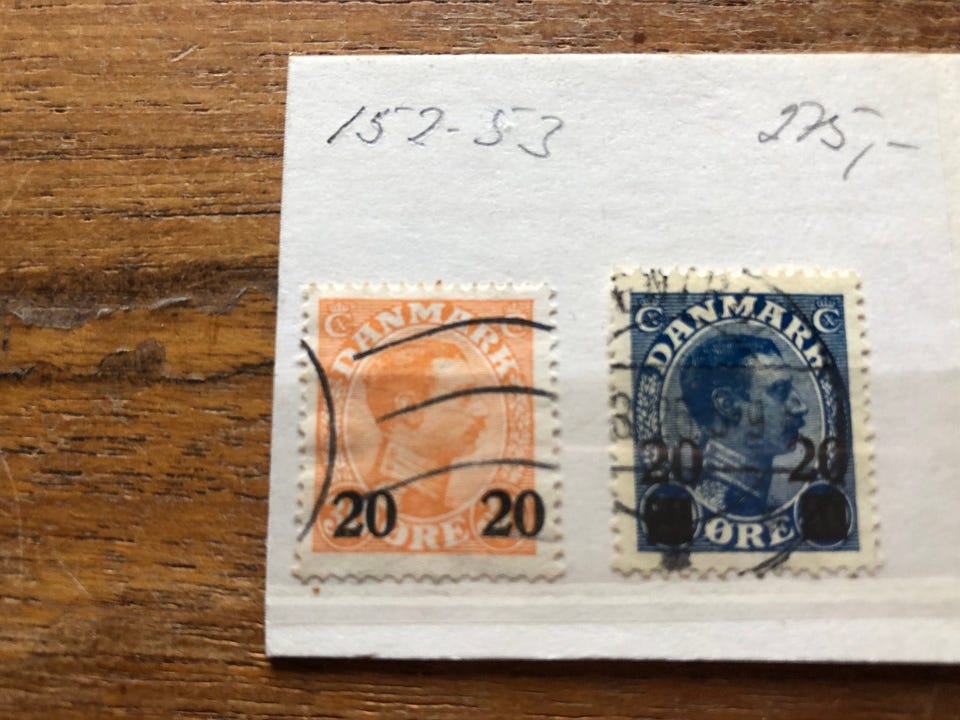 152-53
275,-
DANMARK
20 20
ØRE
DANMARK
20 20
ØRE